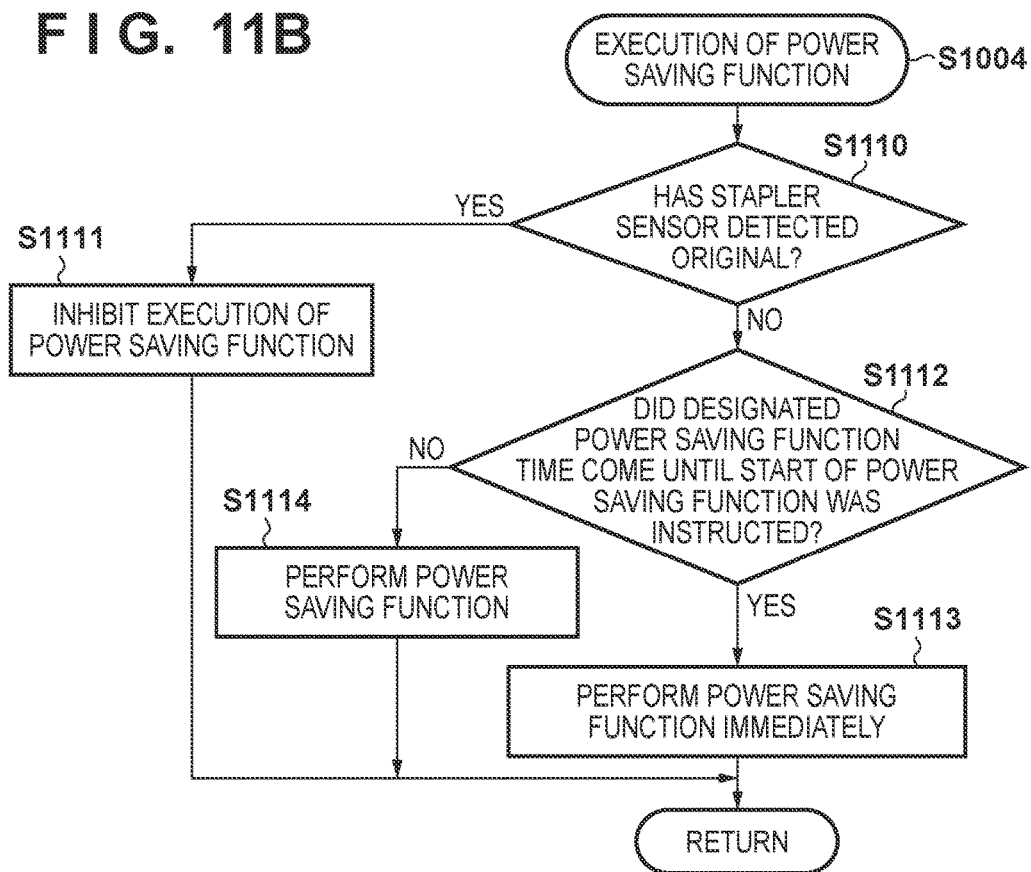 FIG. 11B
EXECUTION OF POWER
SAVING FUNCTION
S1004
S1110
HAS STAPLER
SENSOR DETECTED
ORIGINAL?
YES
S1111
INHIBIT EXECUTION OF
POWER SAVING FUNCTION
NO
S1112
DID DESIGNATED
POWER SAVING FUNCTION
TIME COME UNTIL START OF POWER
SAVING FUNCTION WAS
INSTRUCTED?
NO
S1114
PERFORM POWER
SAVING FUNCTION
YES
S1113
PERFORM POWER SAVING
FUNCTION IMMEDIATELY
RETURN